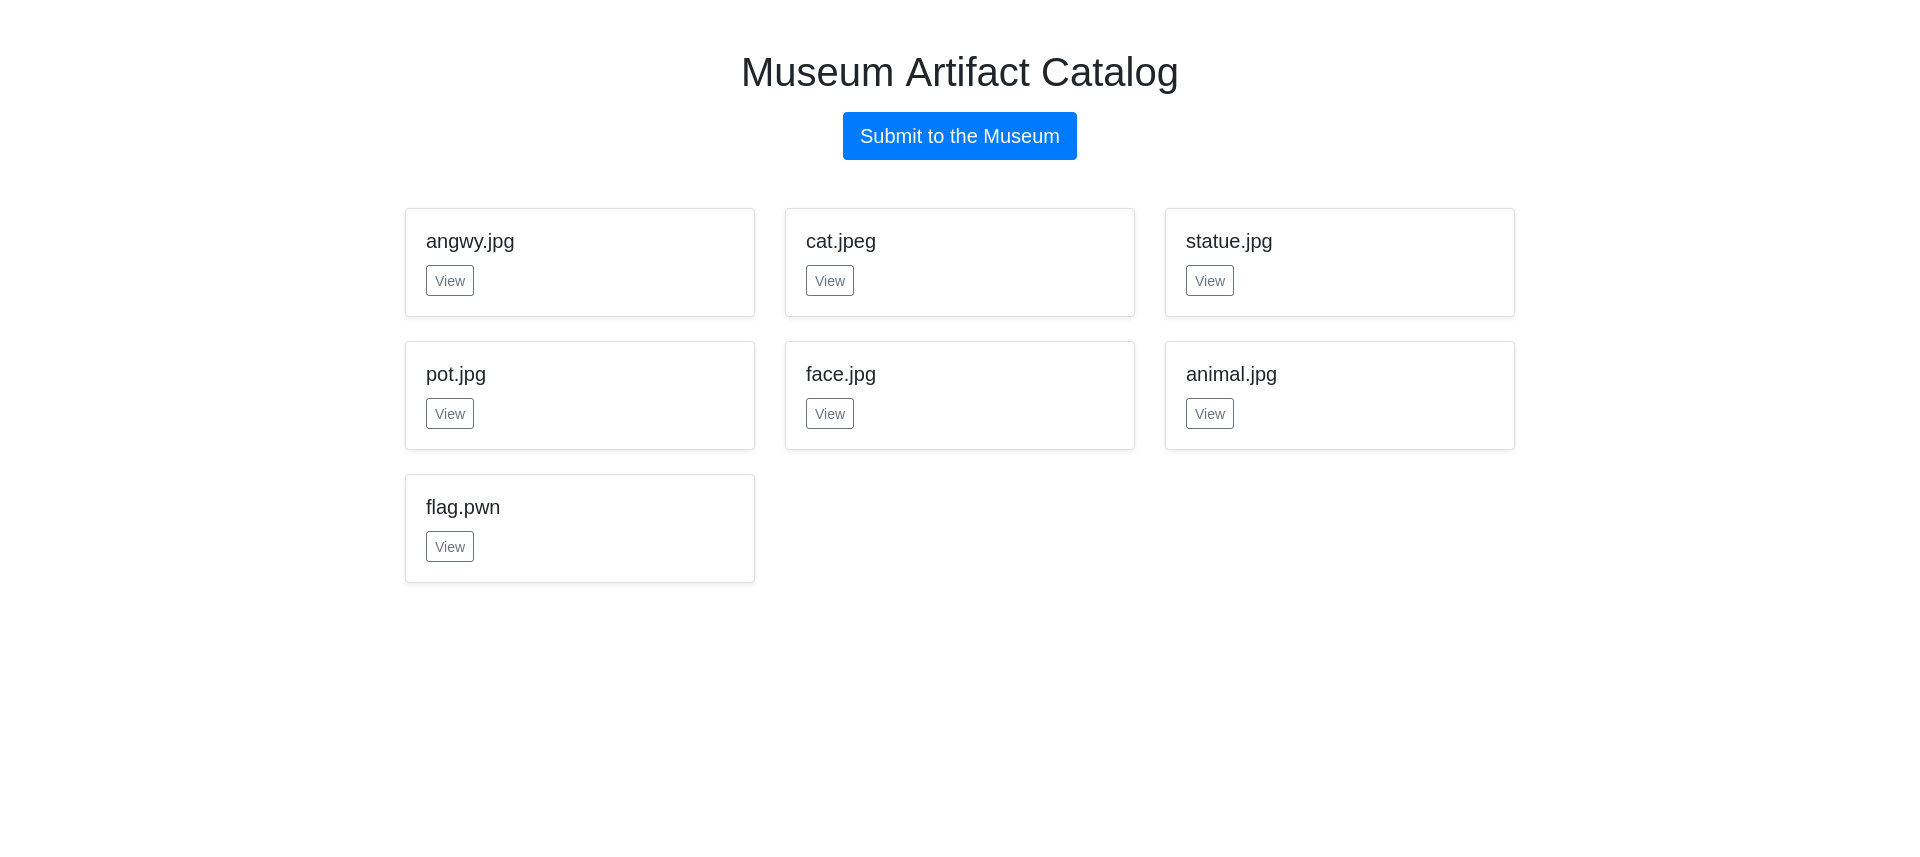 Museum Artifact Catalog
Submit to the Museum
angwy.jpg
View
cat.jpeg
View
statue.jpg
View
pot.jpg
View
face.jpg
View
animal.jpg
View
flag.pwn
View